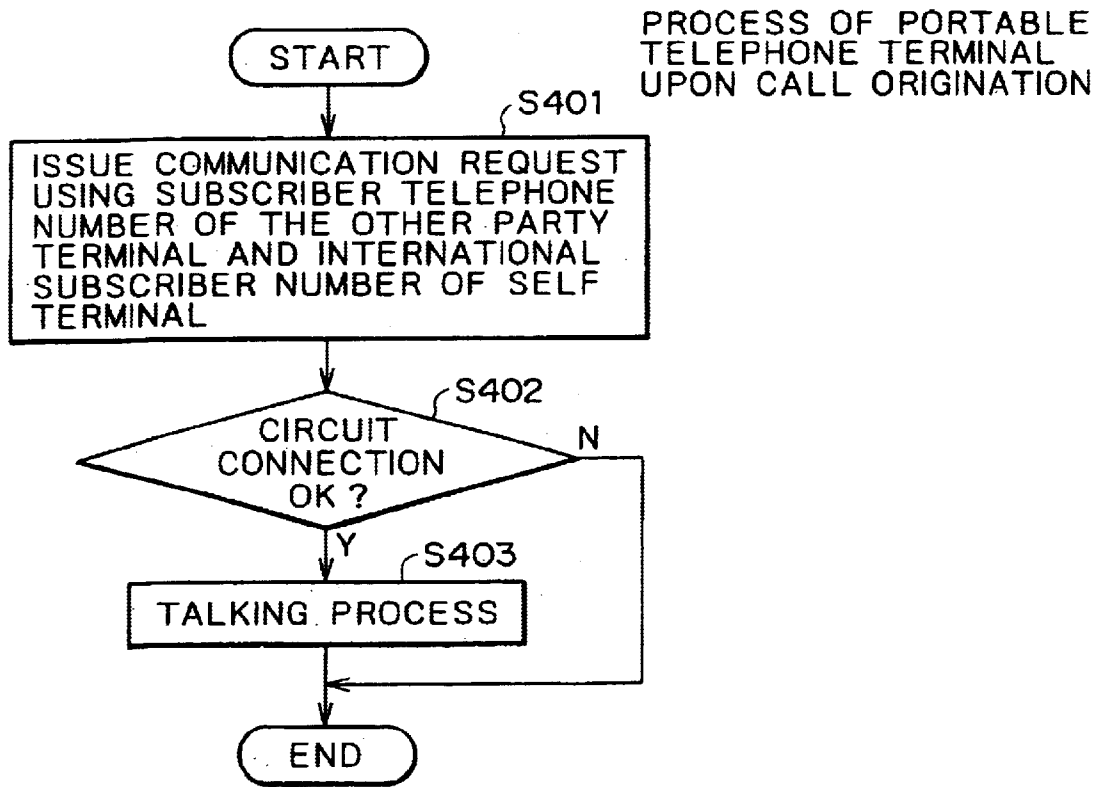 PROCESS OF PORTABLE
TELEPHONE TERMINAL
UPON CALL ORIGINATION
START
S401
ISSUE COMMUNICATION REQUEST
USING SUBSCRIBER TELEPHONE
NUMBER OF THE OTHER PARTY
TERMINAL AND INTERNATIONAL
SUBSCRIBER NUMBER OF SELF
TERMINAL
S402
CIRCUIT
CONNECTION
OK ?
N
Y
S403
TALKING PROCESS
END